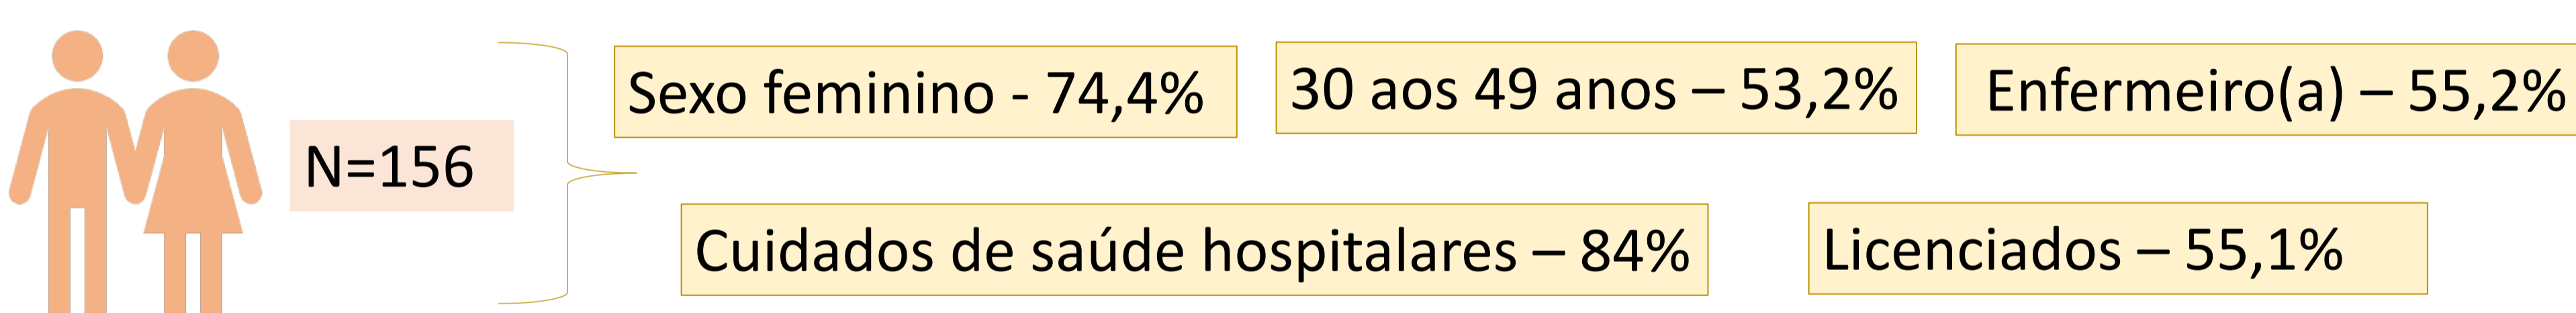 N=156
Sexo feminino - 74,4%
30 aos 49 anos – 53,2%
Enfermeiro(a) – 55,2%
Cuidados de saúde hospitalares – 84%
Licenciados – 55,1%